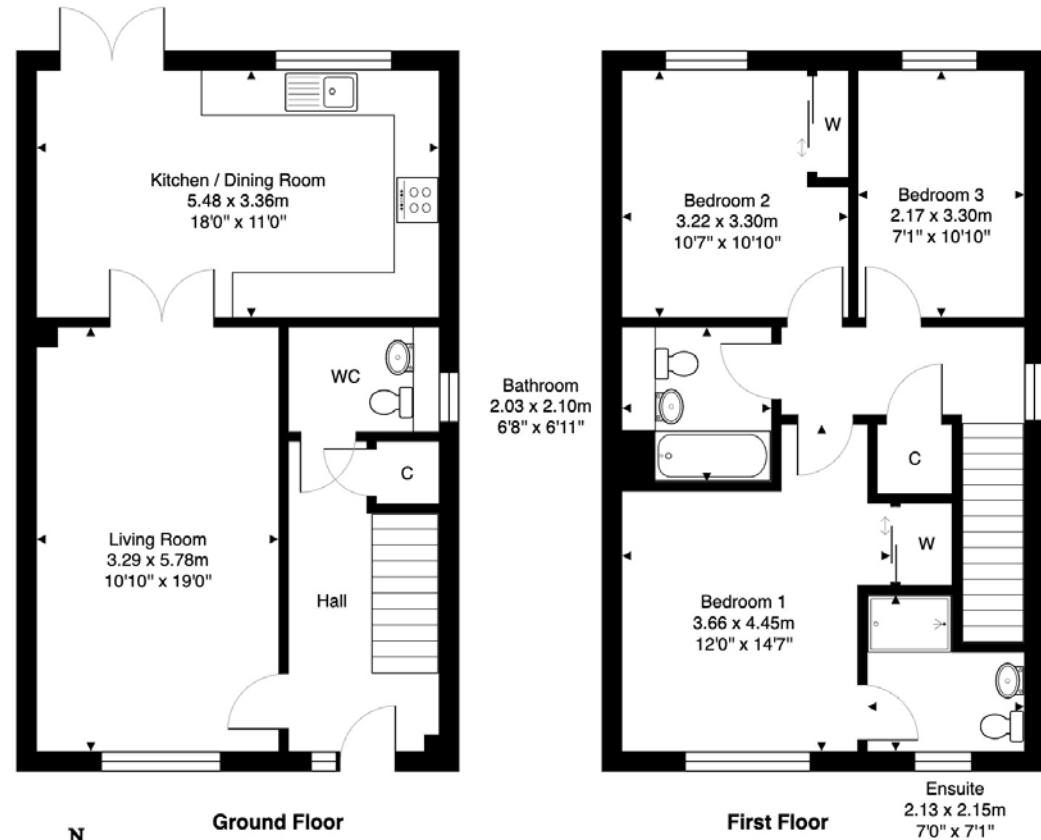 Kitchen / Dining Room
5.48 x 3.36m
18'0" x 11'0"
WC
C
Living Room
3.29 x 5.78m
10'10" x 19'0"
Hall
N
Ground Floor
W
Bedroom 2
3.22 x 3.30m
10'7" x 10'10"
Bedroom 3
2.17 x 3.30m
7'1" x 10'10"
Bathroom
2.03 x 2.10m
6'8" x 6'11"
C
W
Bedroom 1
3.66 x 4.45m
12'0" x 14'7"
First Floor
Ensuite
2.13 x 2.15m
7'0" x 7'1"